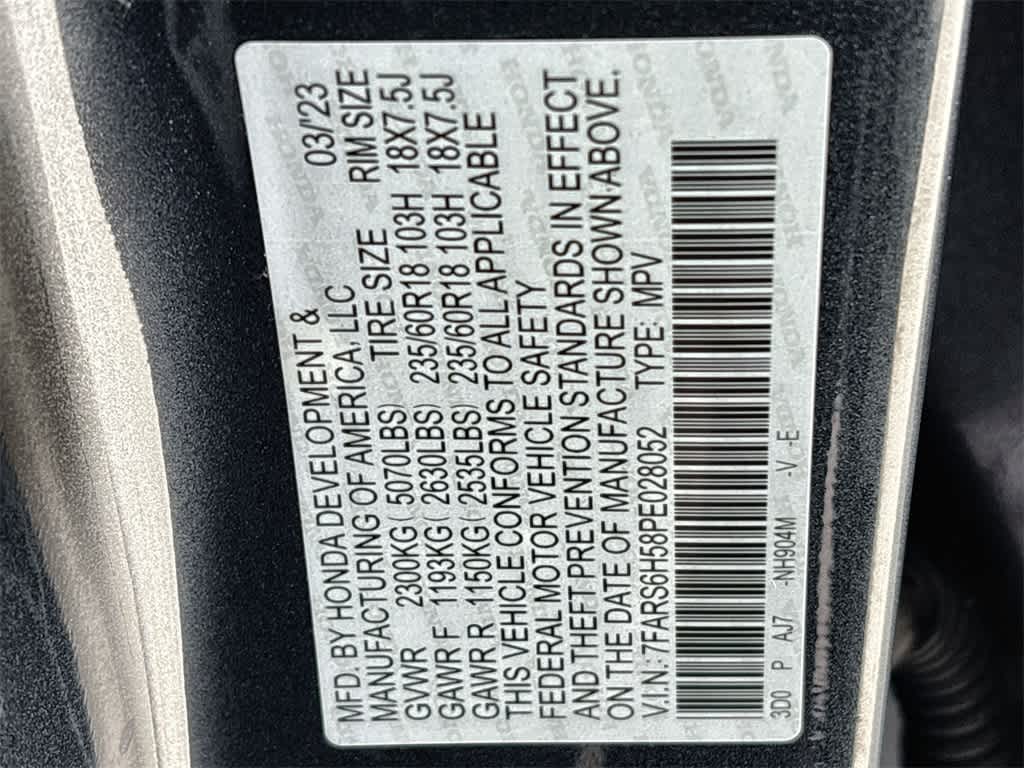 MFD. BY HONDA DEVELOPMENT & 03/'23
MANUFACTURING OF AMERICA, LLC
GVWR 2300KG 5070LBS) TIRE SIZE RIM SIZE
GAWR F 1193KG( 2630LBS) 235/60R18 103H 18X7.5J
GAWR R 1150KG( 2535LBS) 235/60R18 103H 18X7.5J
THIS VEHICLE CONFORMS TO ALL APPLICABLE
FEDERAL MOTOR VEHICLE SAFETY
AND THEFT PREVENTION STANDARDS IN EFFECT
ON THE DATE OF MANUFACTURE SHOWN ABOVE.
V.I.N.: 7FARS6H58PE028052 TYPE: MPV
3D0 P AJ7 -NH904M -V -E